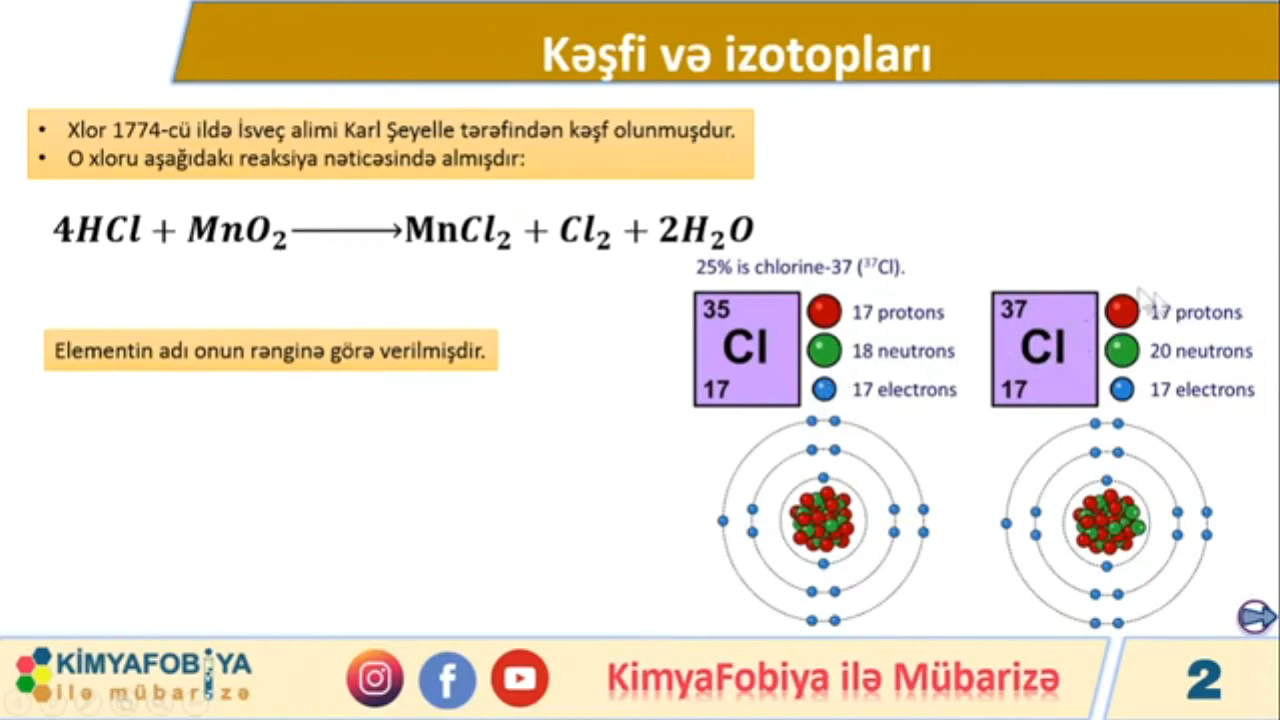 Kəşfi və izotopları
• Xlor 1774-cü ildə İsveç alimi Karl Şeyelle tərəfindən kəşf olunmuşdur.
• O xloru aşağıdakı reaksiya nəticəsində almışdır:
4HCl + MnO₂ ⟶ MnCl₂ + Cl₂ + 2H₂O
25% is chlorine-37 (³⁷Cl).
Elementin adı onun rənginə görə verilmişdir.
35
Cl
17
17 protons
18 neutrons
17 electrons
37
Cl
17
17 protons
20 neutrons
17 electrons
KİMYAFOBİYA
ilə mübarizə
KimyaFobiya ilə Mübarizə
2